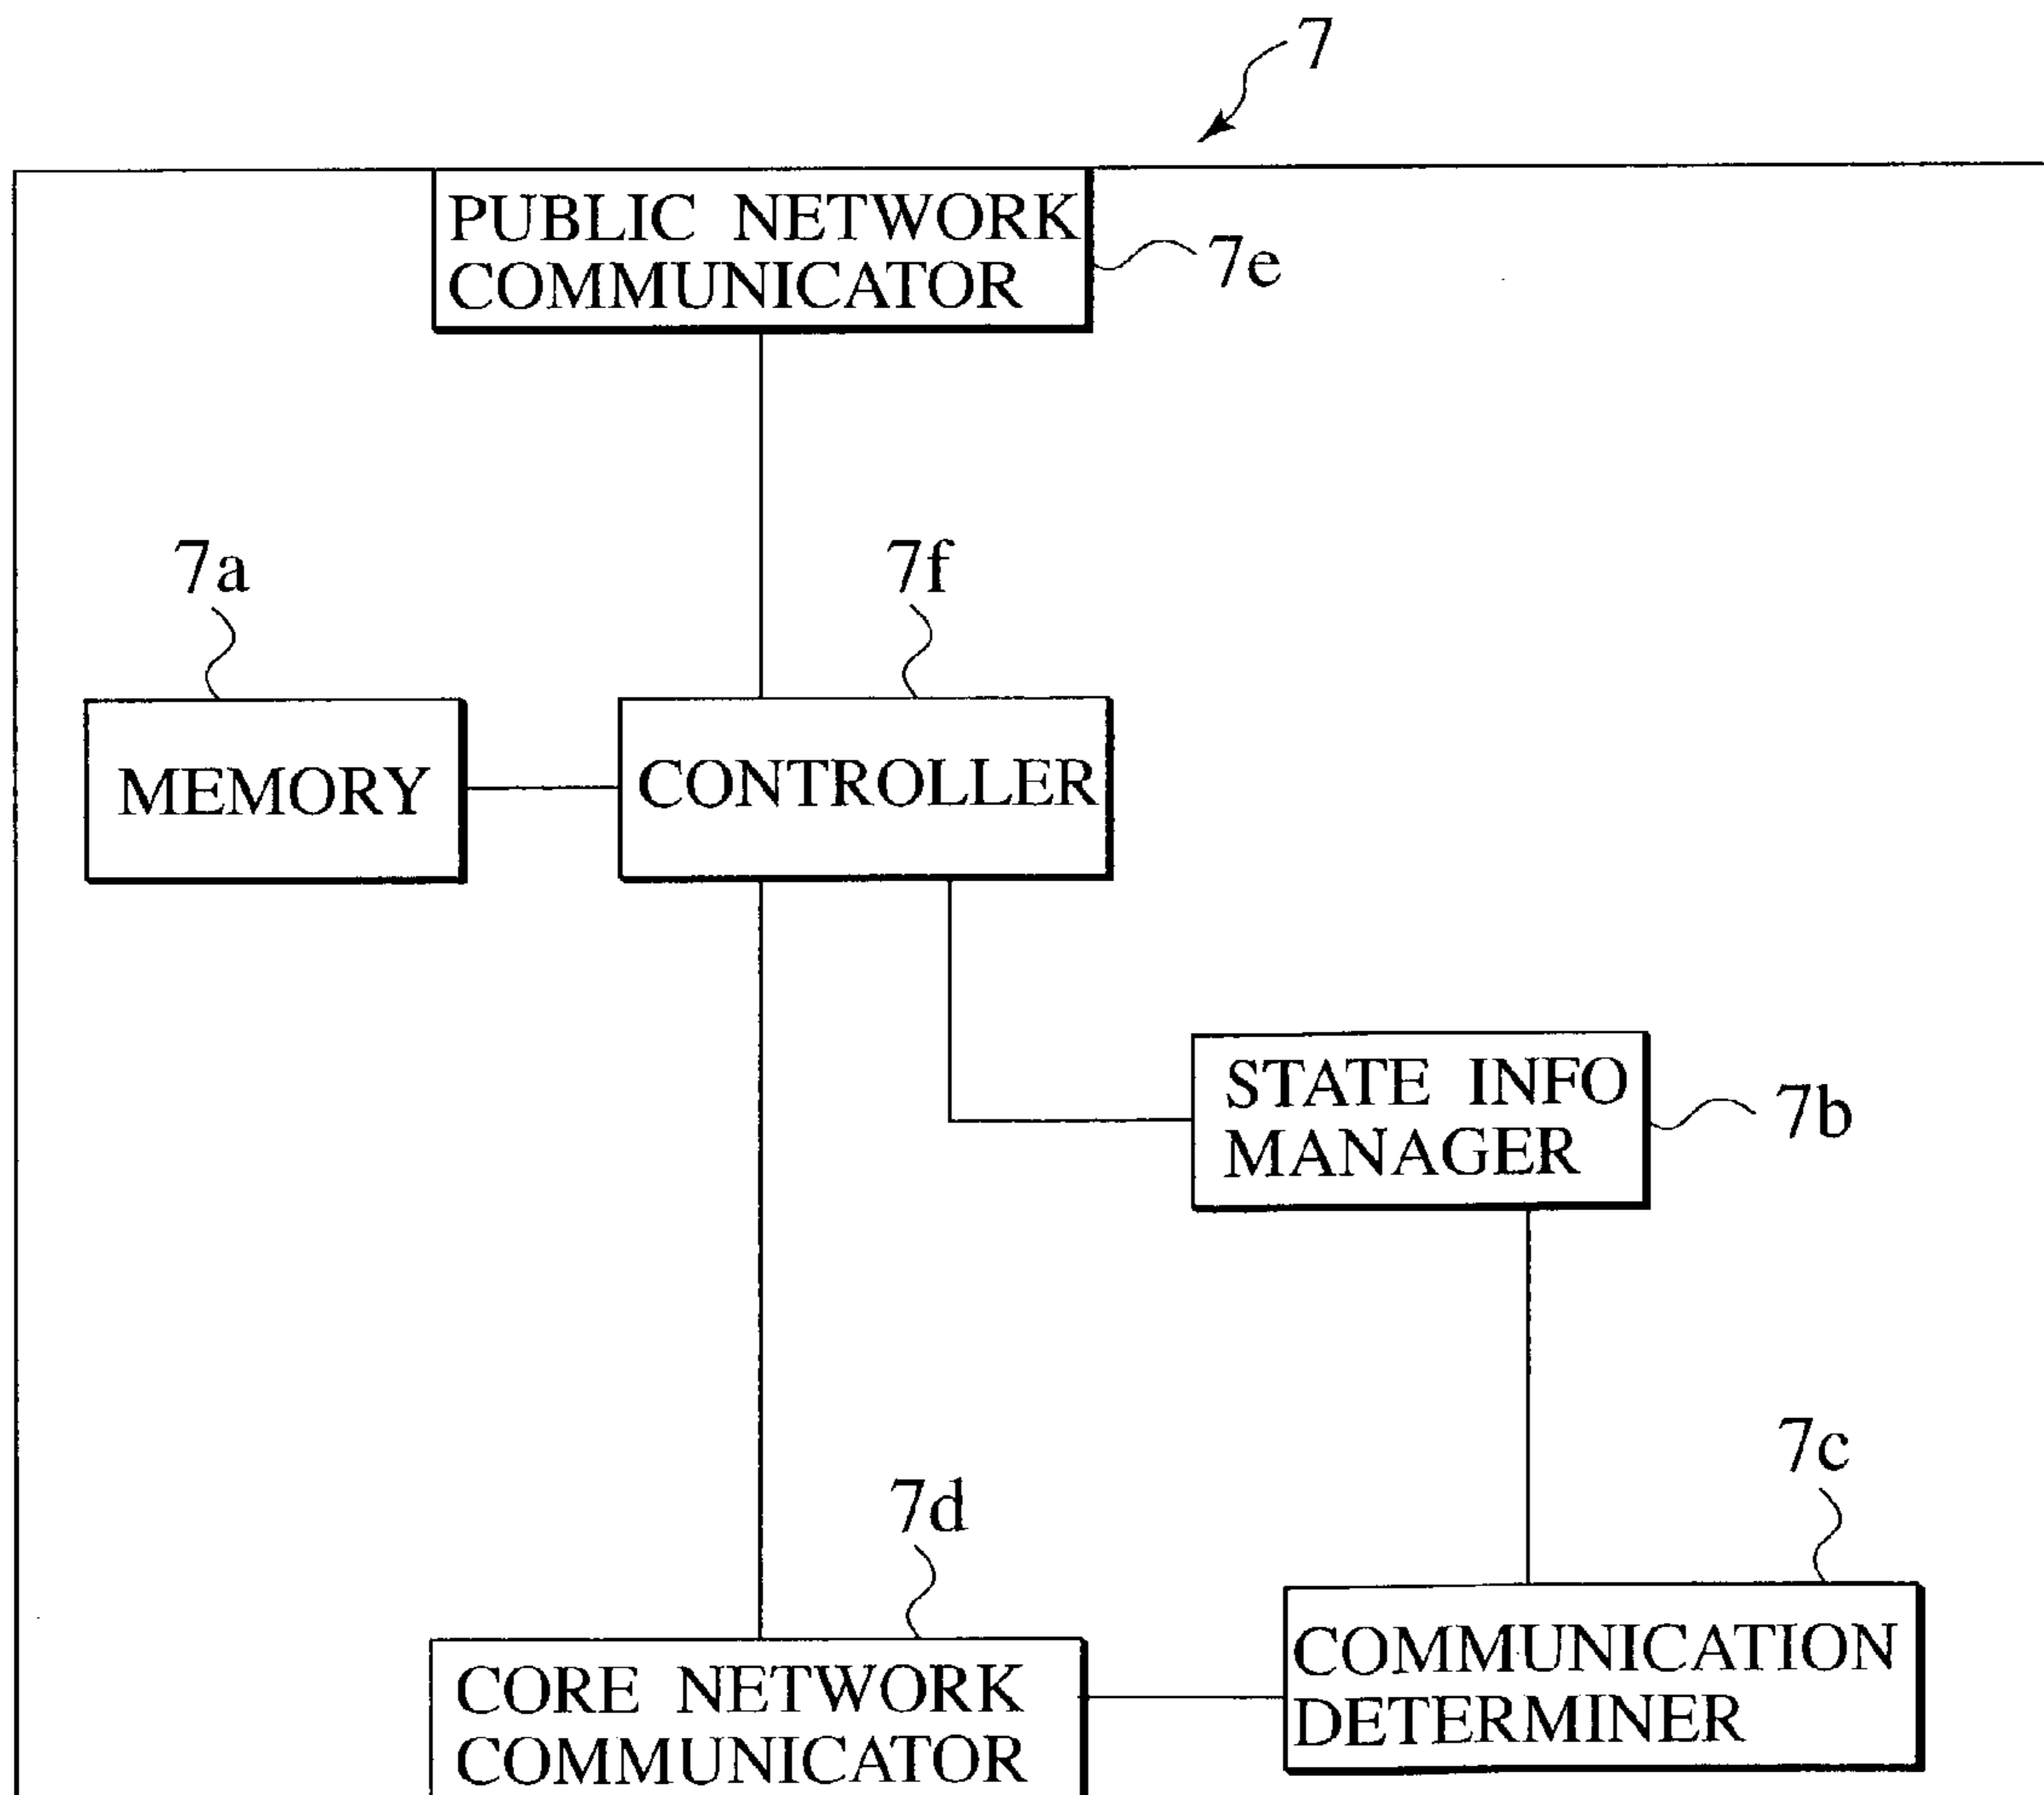 7
PUBLIC NETWORK
COMMUNICATOR
7e
7a
7f
MEMORY
CONTROLLER
STATE INFO
MANAGER
7b
7c
7d
COMMUNICATION
DETERMINER
CORE NETWORK
COMMUNICATOR